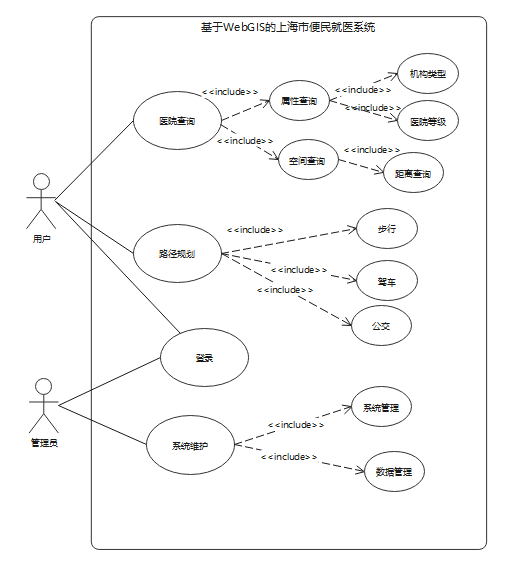 基于WebGIS的上海市便民就医系统
机构类型
<<include>>
<<include>>
属性查询
<<include>>
医院查询
医院等级
<<include>>
<<include>>
空间查询
距离查询
用户
<<include>>
步行
路径规划
<<include>>
驾车
<<include>>
公交
登录
管理员
系统管理
<<include>>
系统维护
<<include>>
数据管理